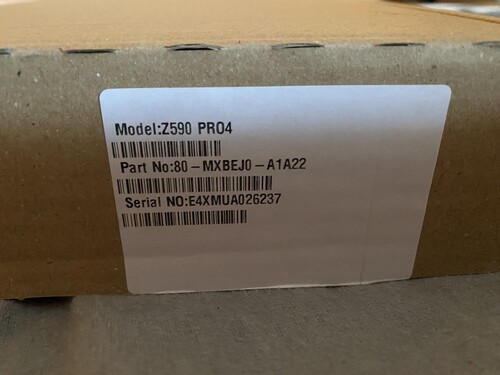 Model:Z590 PRO4
Part No:80-MXBEJ0-A1A22
Serial NO:E4XMUA026237